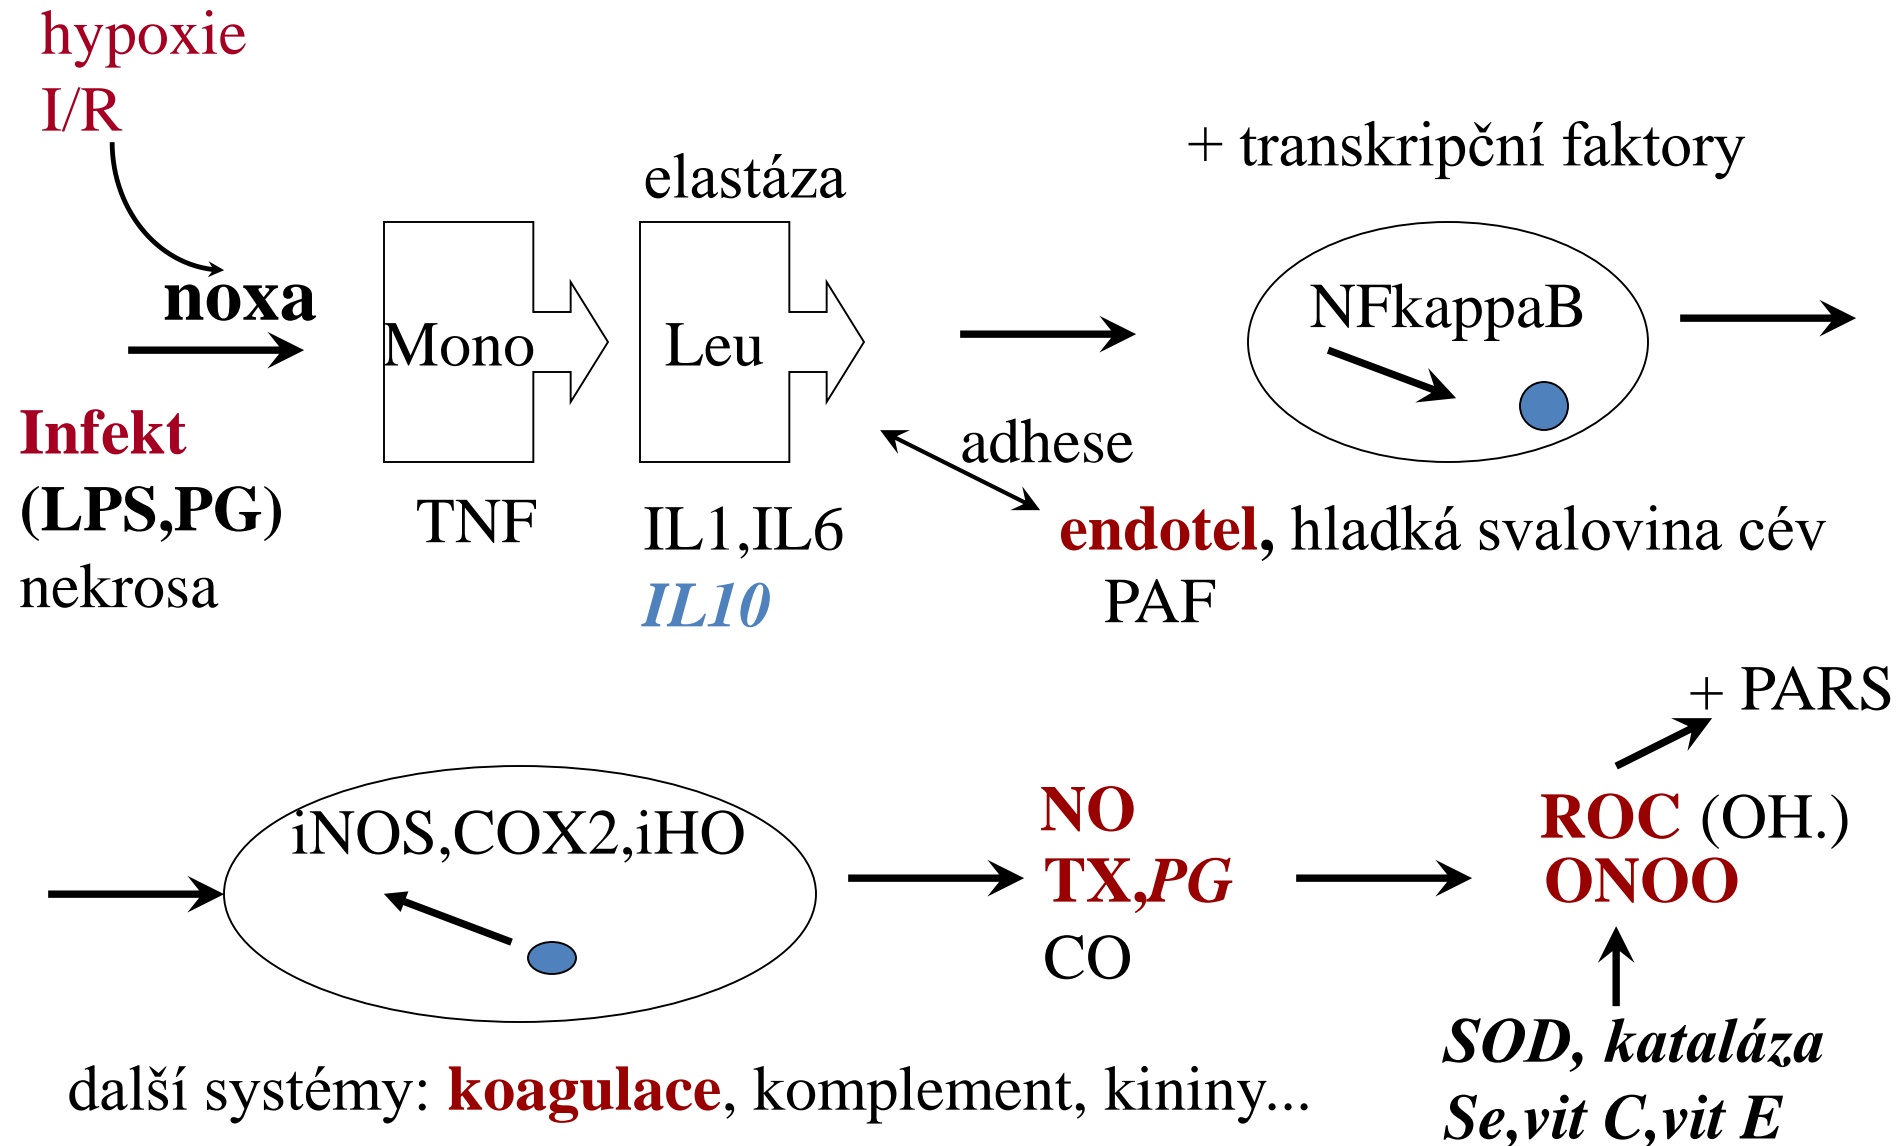 hypoxie
I/R
+ transkripční faktory
elastáza
noxa
NFkappaB
Mono
Leu
Infekt
adhese
(LPS,PG)
TNF
IL1,IL6
endotel, hladká svalovina cév
nekrosa
IL10
PAF
+ PARS
iNOS,COX2,iHO
NO
ROC (OH.)
TX,PG
ONOO
CO
SOD, kataláza
další systémy: koagulace, komplement, kininy...
Se,vit C,vit E